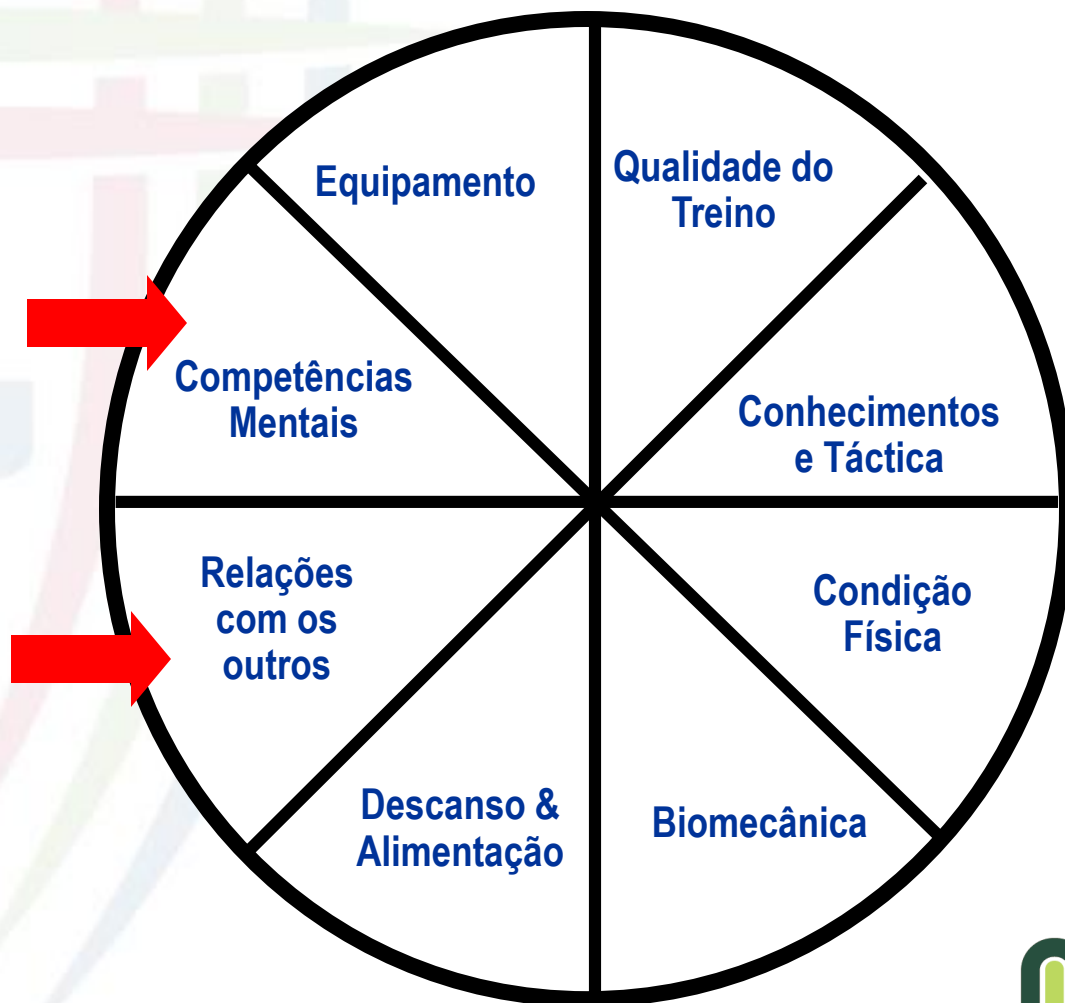 Equipamento
Qualidade do
Treino
Competências
Mentais
Conhecimentos
e Táctica
Relações
com os
outros
Condição
Física
Descanso &
Alimentação
Biomecânica